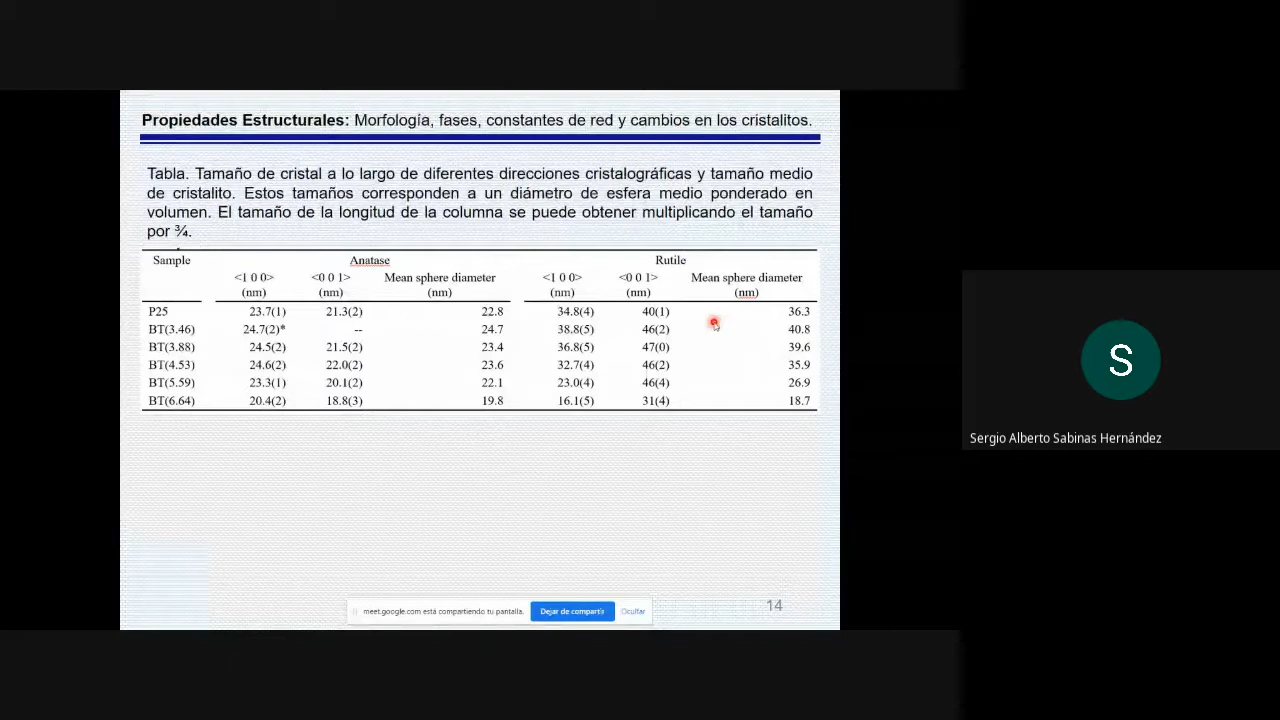 Propiedades Estructurales: Morfología, fases, constantes de red y cambios en los cristalitos.
Tabla. Tamaño de cristal a lo largo de diferentes direcciones cristalográficas y tamaño medio
de cristalito. Estos tamaños corresponden a un diámetro de esfera medio ponderado en
volumen. El tamaño de la longitud de la columna se puede obtener multiplicando el tamaño
por ¾.
Sample Anatase Rutile
<1 0 0> <0 0 1> Mean sphere diameter <1 0 0> <0 0 1> Mean sphere diameter
(nm) (nm) (nm) (nm) (nm) (nm)
P25 23.7(1) 21.3(2) 22.8 34.8(4) 40(1) 36.3
BT(3.46) 24.7(2)* -- 24.7 38.8(5) 46(2) 40.8
BT(3.88) 24.5(2) 21.5(2) 23.4 36.8(5) 47(0) 39.6
BT(4.53) 24.6(2) 22.0(2) 23.6 32.7(4) 46(2) 35.9
BT(5.59) 23.3(1) 20.1(2) 22.1 23.0(4) 46(4) 26.9
BT(6.64) 20.4(2) 18.8(3) 19.8 16.1(5) 31(4) 18.7
meet.google.com está compartiendo tu pantalla. Dejar de compartir Ocultar
14
S
Sergio Alberto Sabinas Hernández